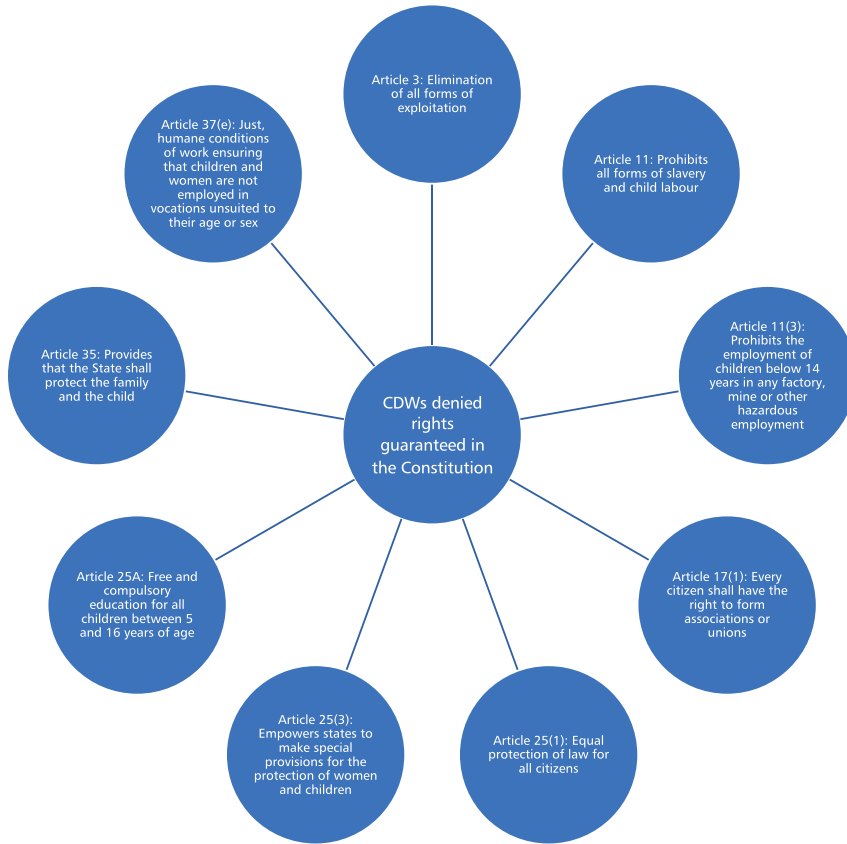 Article 3: Elimination
of all forms of
exploitation
Article 11: Prohibits
all forms of slavery
and child labour
Article 11(3):
Prohibits the
employment of
children below 14
years in any factory,
mine or other
hazardous
employment
Article 17(1): Every
citizen shall have the
right to form
associations or
unions
Article 25(1): Equal
protection of law for
all citizens
Article 25(3):
Empowers states to
make special
provisions for the
protection of women
and children
Article 25A: Free and
compulsory
education for all
children between 5
and 16 years of age
Article 35: Provides
that the State shall
protect the family
and the child
Article 37(e): Just,
humane conditions
of work ensuring
that children and
women are not
employed in
vocations unsuited to
their age or sex
CDWs denied
rights
guaranteed in
the Constitution